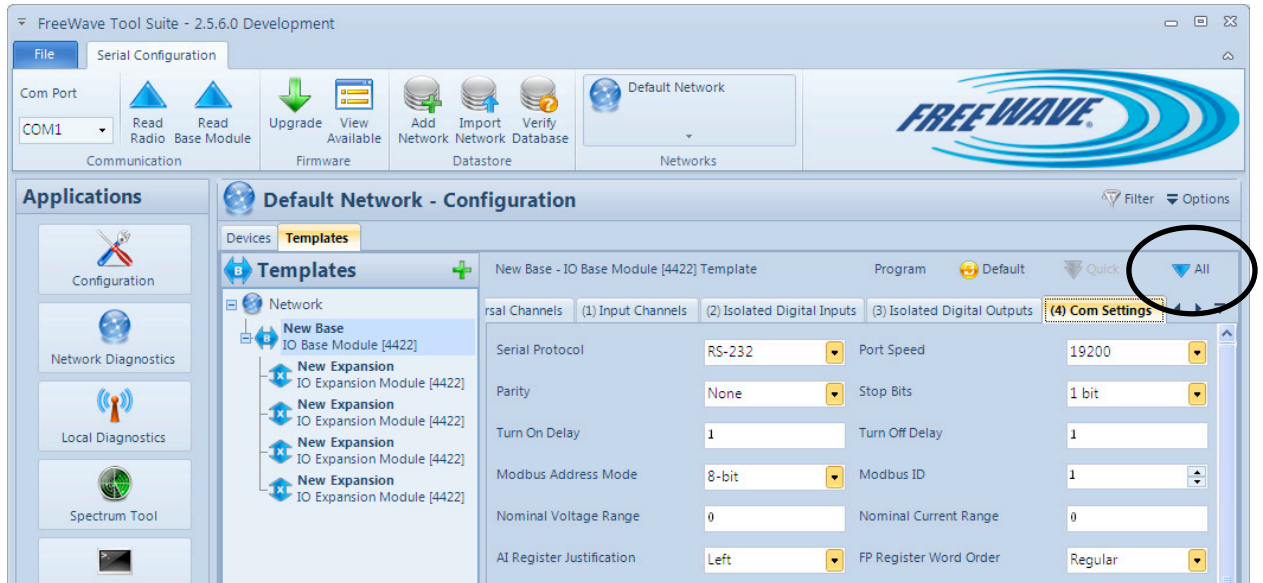 FreeWave Tool Suite - 2.5.6.0 Development
File
Serial Configuration
Com Port
COM1
Read Radio
Read Base Module
Communication
Upgrade
View Available
Firmware
Add Network
Import Network
Verify Database
Datastore
Default Network
Networks
FREEWAVE.
Applications
Configuration
Network Diagnostics
Local Diagnostics
Spectrum Tool
Default Network - Configuration
Filter
Options
Devices
Templates
Templates
Network
New Base
IO Base Module [4422]
New Expansion
IO Expansion Module [4422]
New Expansion
IO Expansion Module [4422]
New Expansion
IO Expansion Module [4422]
New Expansion
IO Expansion Module [4422]
New Base - IO Base Module [4422] Template
Program
Default
Quick
All
rsal Channels
(1) Input Channels
(2) Isolated Digital Inputs
(3) Isolated Digital Outputs
(4) Com Settings
Serial Protocol RS-232 Port Speed 19200
Parity None Stop Bits 1 bit
Turn On Delay 1 Turn Off Delay 1
Modbus Address Mode 8-bit Modbus ID 1
Nominal Voltage Range 0 Nominal Current Range 0
AI Register Justification Left FP Register Word Order Regular